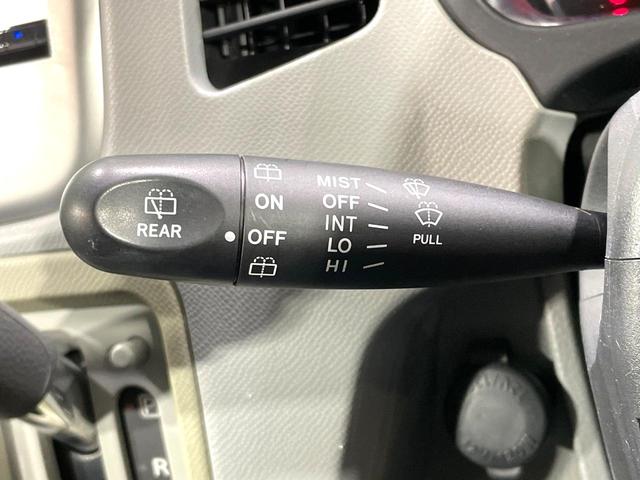 REAR
ON
OFF
MIST
OFF
INT
LO
HI
PULL
R